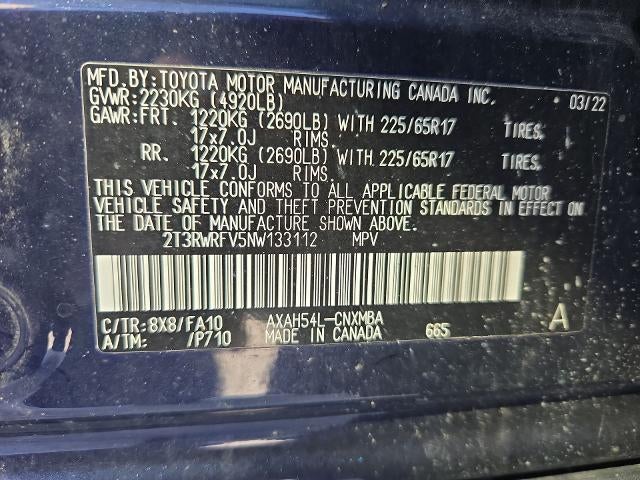 MFD.BY:TOYOTA MOTOR MANUFACTURING CANADA INC. 03/22
GVWR:2230KG (4920LB)
GAWR:FRT. 1220KG (2690LB) WITH 225/65R17 TIRES.
17x7.0J RIMS.
RR. 1220KG (2690LB) WITH 225/65R17 TIRES.
17x7.0J RIMS.
THIS VEHICLE CONFORMS TO ALL APPLICABLE FEDERAL MOTOR
VEHICLE SAFETY AND THEFT PREVENTION STANDARDS IN EFFECT ON
THE DATE OF MANUFACTURE SHOWN ABOVE.
2T3RWRFV5NW133112 MPV
C/TR:8X8/FA10 AXAH54L-CNXMBA A
A/TM: /P710 MADE IN CANADA 665